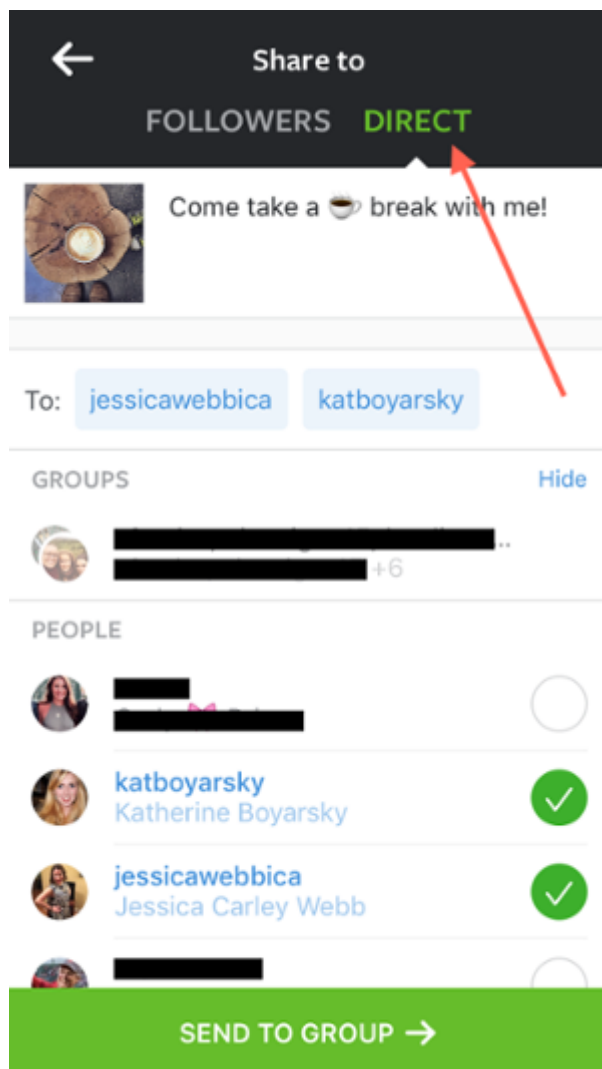 Share to
FOLLOWERS DIRECT
Come take a ☕ break with me!
To: jessicawebbica katboyarsky
GROUPS Hide
...
+6
PEOPLE
katboyarsky
Katherine Boyarsky
jessicawebbica
Jessica Carley Webb
SEND TO GROUP →